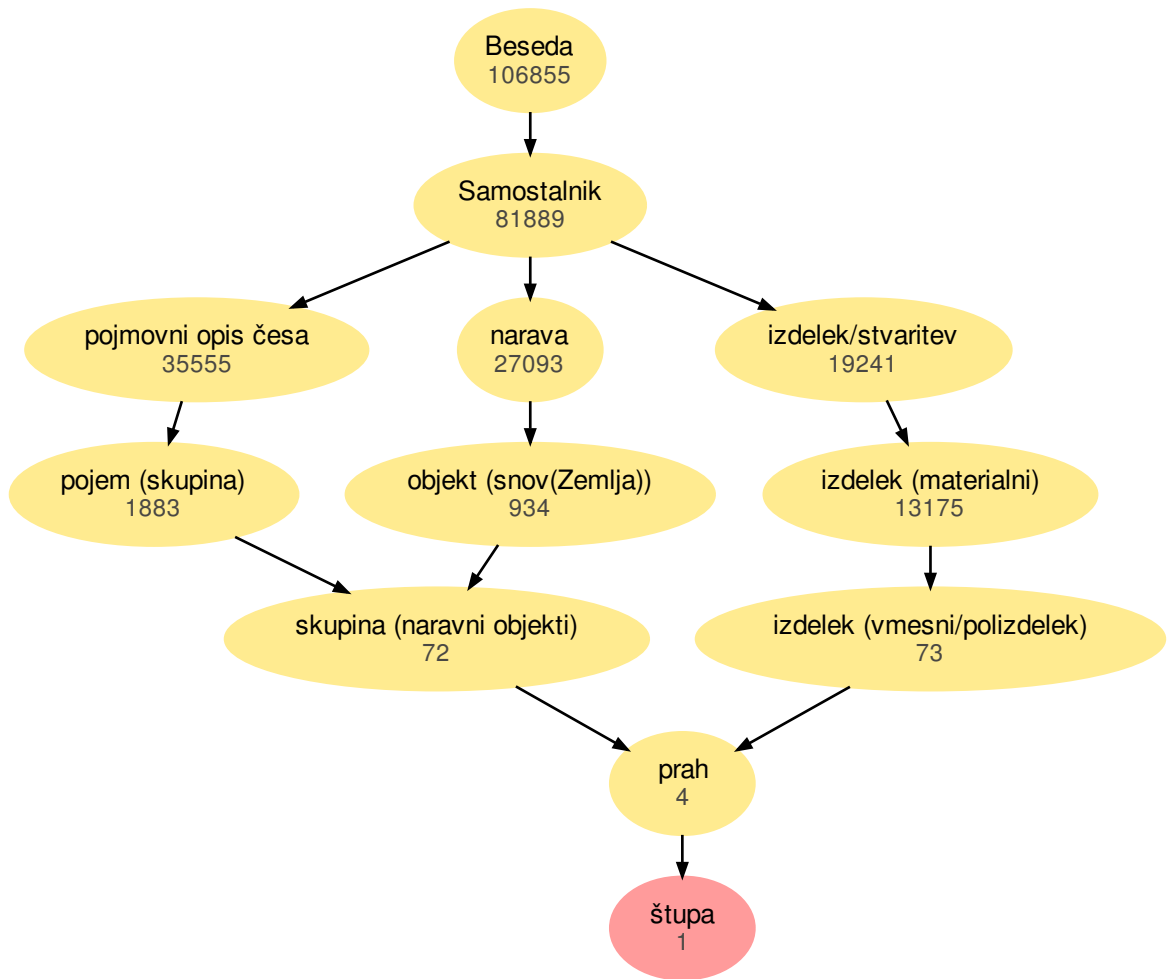 Beseda
106855
Samostalnik
81889
pojmovni opis česa
35555
narava
27093
izdelek/stvaritev
19241
pojem (skupina)
1883
objekt (snov(Zemlja))
934
izdelek (materialni)
13175
skupina (naravni objekti)
72
izdelek (vmesni/polizdelek)
73
prah
4
štupa
1